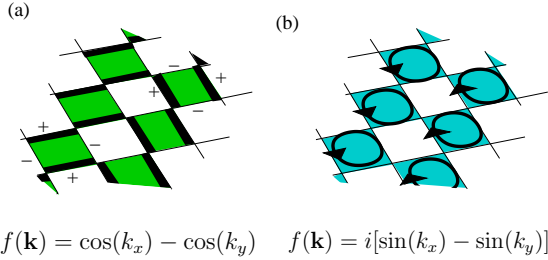 (a)
(b)
−
+
+
−
+
−
−
+
f(k) = cos(k_x) − cos(k_y)
f(k) = i[sin(k_x) − sin(k_y)]